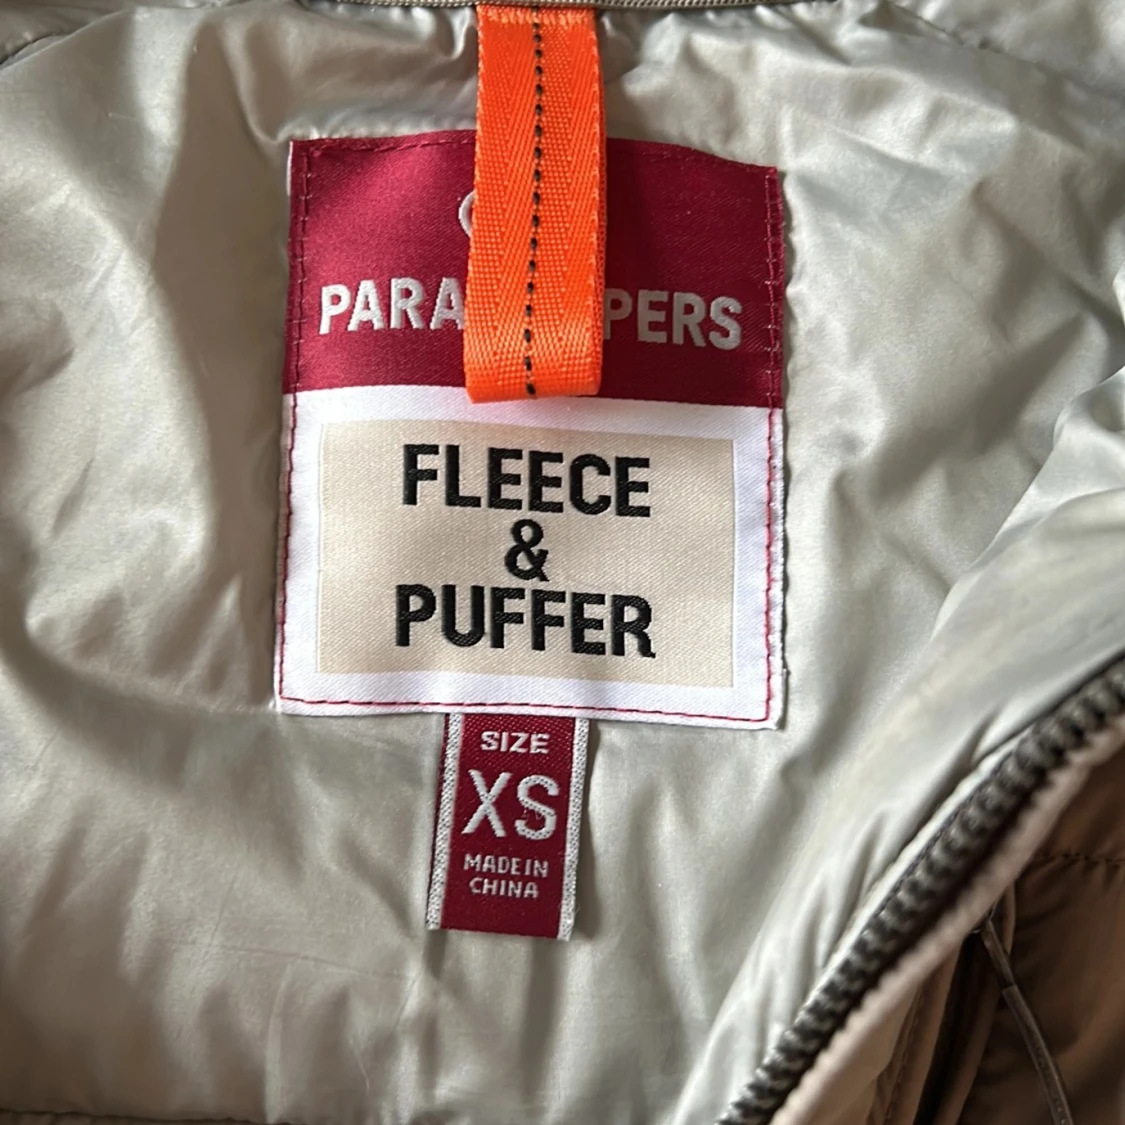 PARA PERS
FLEECE
&
PUFFER
SIZE
XS
MADE IN
CHINA